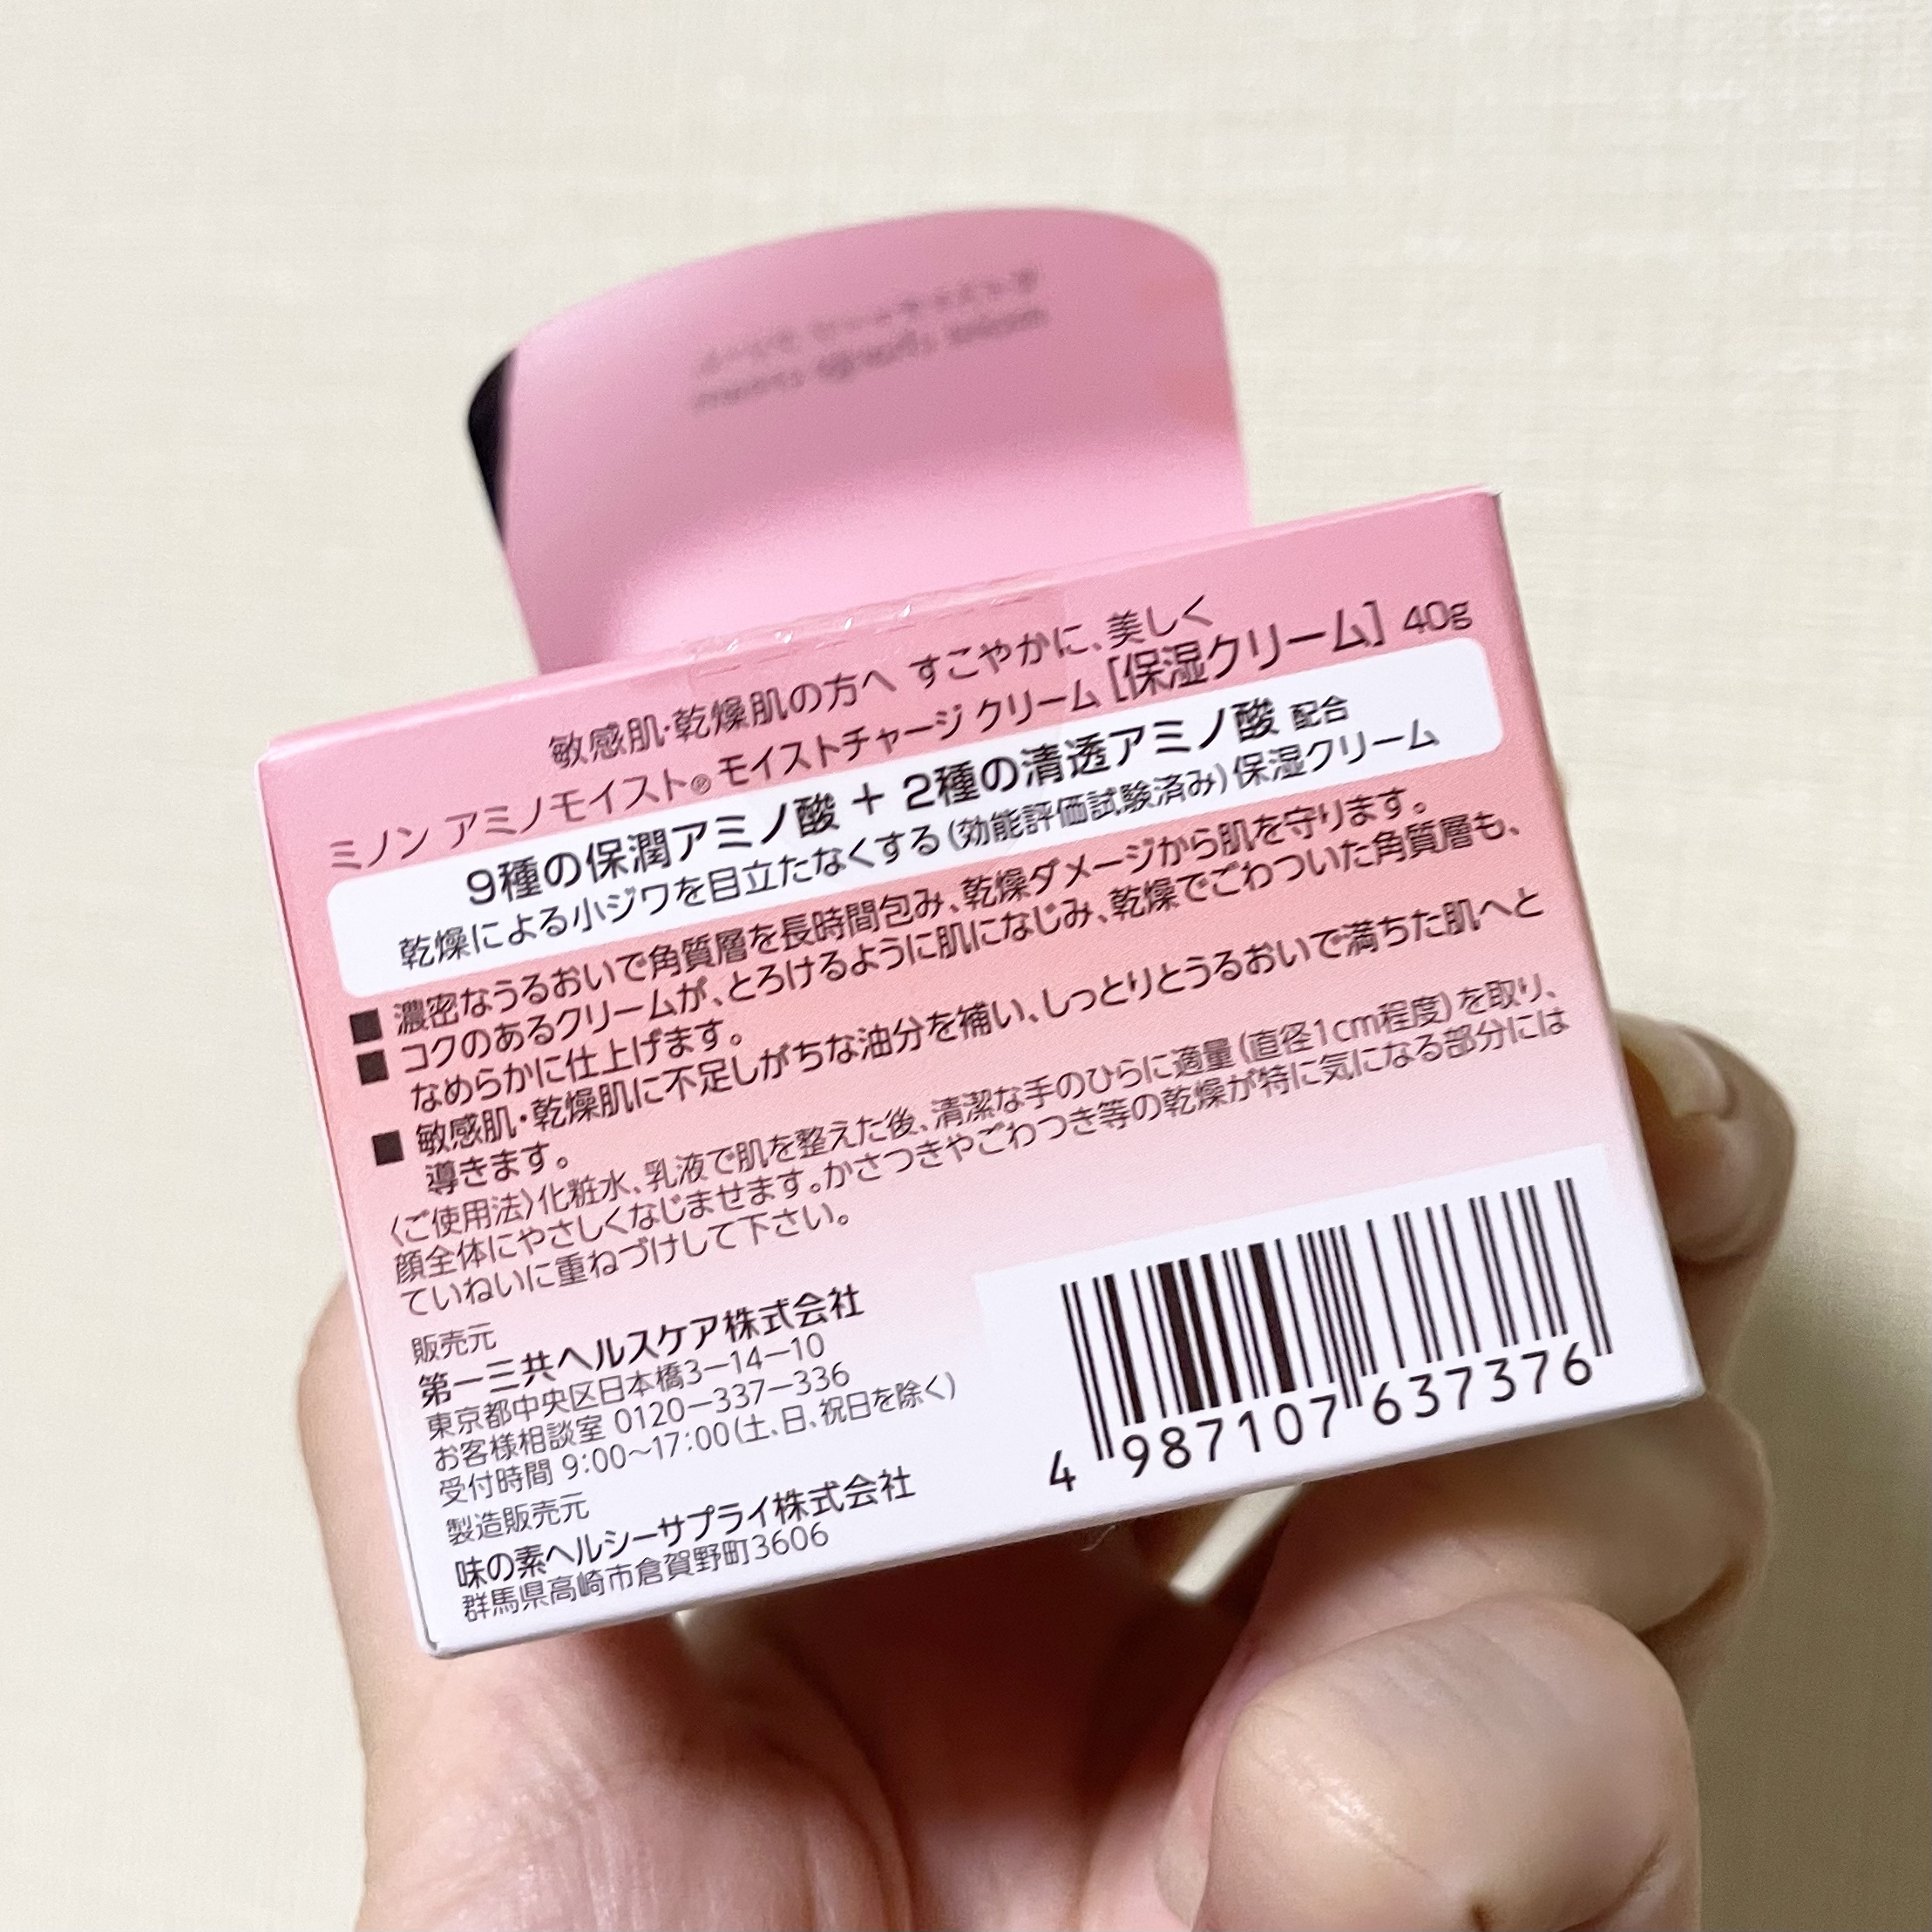 敏感肌・乾燥肌の方へ すこやかに、美しく
ミノン アミノモイスト® モイストチャージ クリーム [保湿クリーム] 40g
9種の保潤アミノ酸 + 2種の清透アミノ酸 配合
乾燥による小ジワを目立たなくする(効能評価試験済み)保湿クリーム
■ 濃密なうるおいで角質層を長時間包み、乾燥ダメージから肌を守ります。
■ コクのあるクリームが、とろけるように肌になじみ、乾燥でごわついた角質層も、
なめらかに仕上げます。
■ 敏感肌・乾燥肌に不足しがちな油分を補い、しっとりとうるおいで満ちた肌へと
導きます。
〈ご使用法〉化粧水、乳液で肌を整えた後、清潔な手のひらに適量(直径1cm程度)を取り、
顔全体にやさしくなじませます。かさつきやごわつき等の乾燥が特に気になる部分には
ていねいに重ねづけして下さい。
販売元
第一三共ヘルスケア株式会社
東京都中央区日本橋3−14−10
お客様相談室 0120−337−336
受付時間 9:00〜17:00(土、日、祝日を除く)
製造販売元
味の素ヘルシーサプライ株式会社
群馬県高崎市倉賀野町3606
4 987107 637376